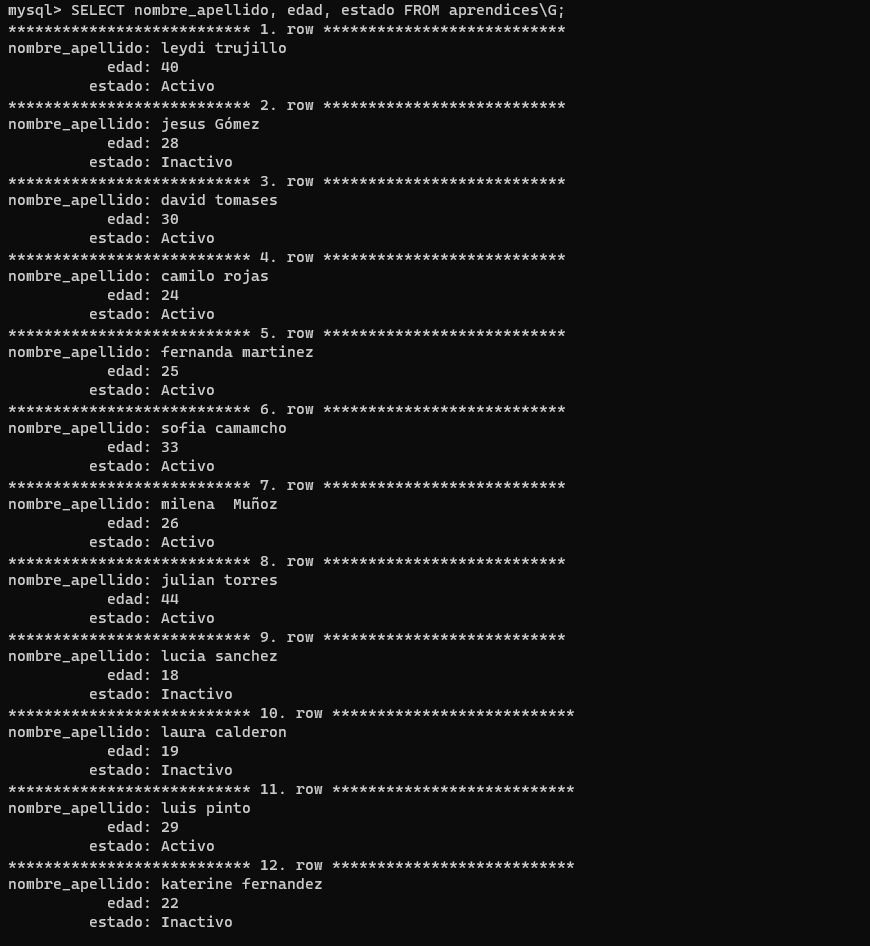 mysql> SELECT nombre_apellido, edad, estado FROM aprendices\G;
*************************** 1. row ***************************
nombre_apellido: leydi trujillo
           edad: 40
         estado: Activo
*************************** 2. row ***************************
nombre_apellido: jesus Gómez
           edad: 28
         estado: Inactivo
*************************** 3. row ***************************
nombre_apellido: david tomases
           edad: 30
         estado: Activo
*************************** 4. row ***************************
nombre_apellido: camilo rojas
           edad: 24
         estado: Activo
*************************** 5. row ***************************
nombre_apellido: fernanda martinez
           edad: 25
         estado: Activo
*************************** 6. row ***************************
nombre_apellido: sofia camamcho
           edad: 33
         estado: Activo
*************************** 7. row ***************************
nombre_apellido: milena  Muñoz
           edad: 26
         estado: Activo
*************************** 8. row ***************************
nombre_apellido: julian torres
           edad: 44
         estado: Activo
*************************** 9. row ***************************
nombre_apellido: lucia sanchez
           edad: 18
         estado: Inactivo
*************************** 10. row ***************************
nombre_apellido: laura calderon
           edad: 19
         estado: Inactivo
*************************** 11. row ***************************
nombre_apellido: luis pinto
           edad: 29
         estado: Activo
*************************** 12. row ***************************
nombre_apellido: katerine fernandez
           edad: 22
         estado: Inactivo